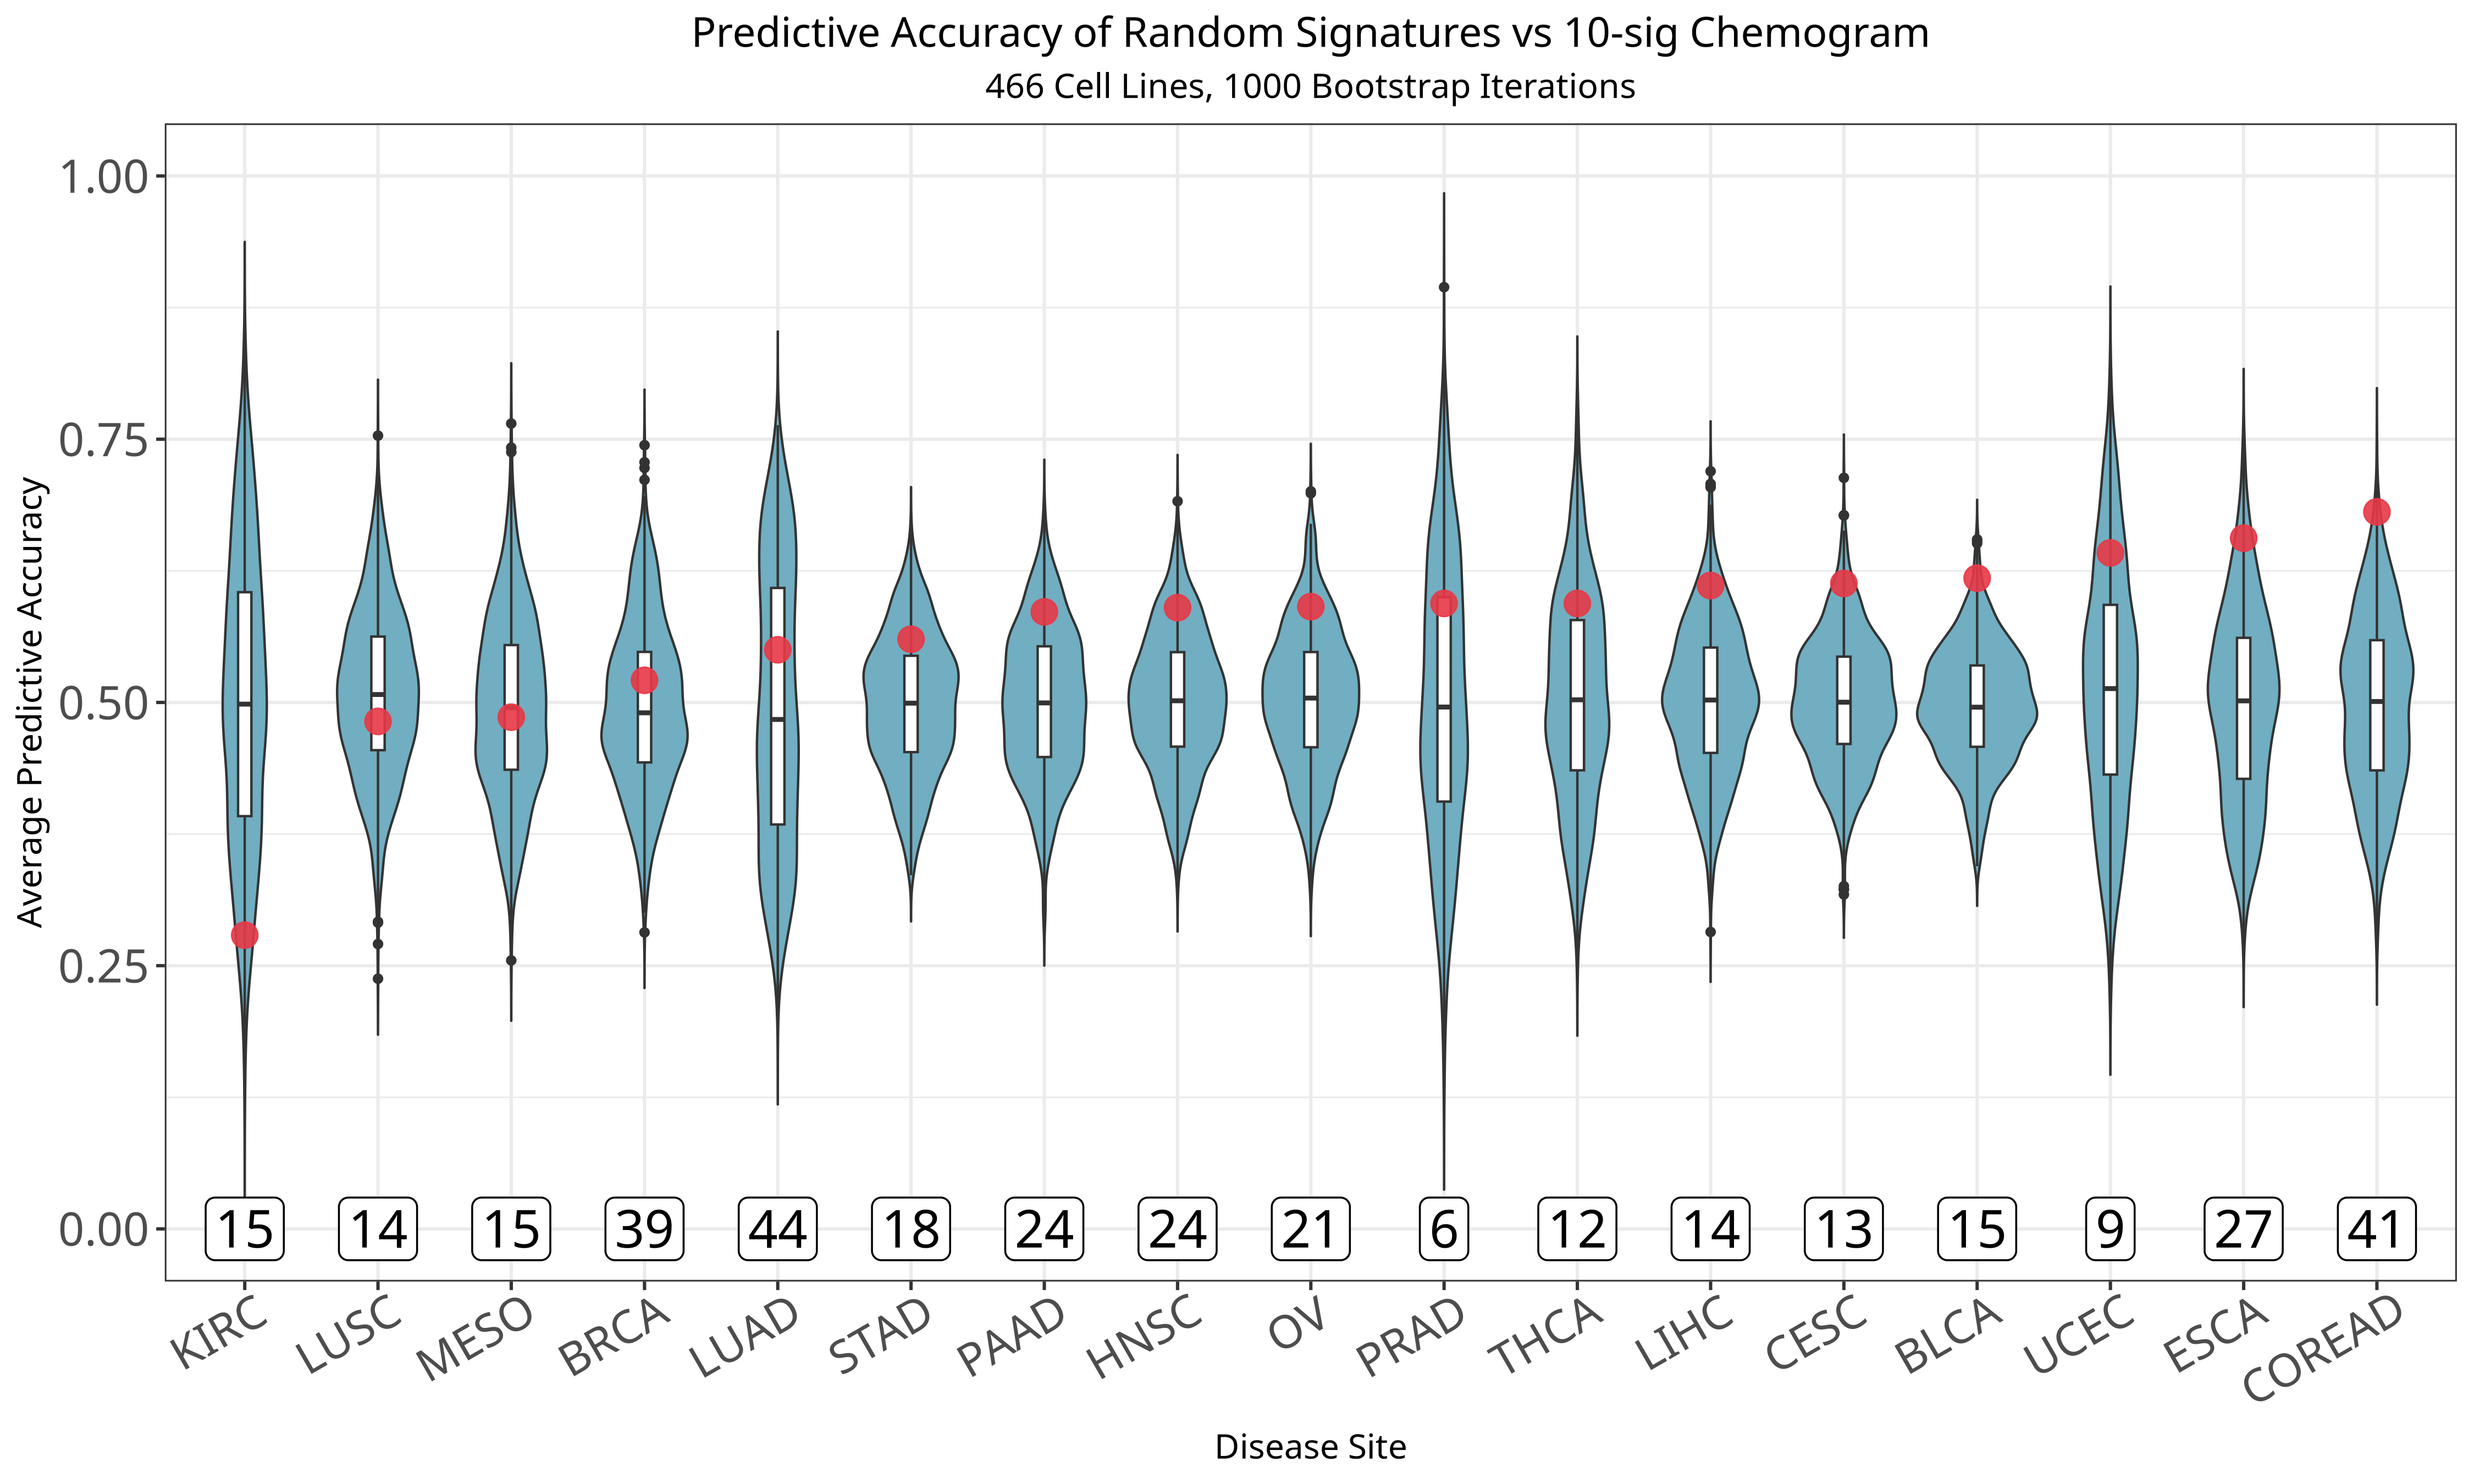 Predictive Accuracy of Random Signatures vs 10-sig Chemogram
466 Cell Lines, 1000 Bootstrap Iterations
Average Predictive Accuracy
1.00
0.75
0.50
0.25
0.00
15 14 15 39 44 18 24 24 21 6 12 14 13 15 9 27 41
KIRC LUSC MESO BRCA LUAD STAD PAAD HNSC OV PRAD THCA LIHC CESC BLCA UCEC ESCA COREAD
Disease Site